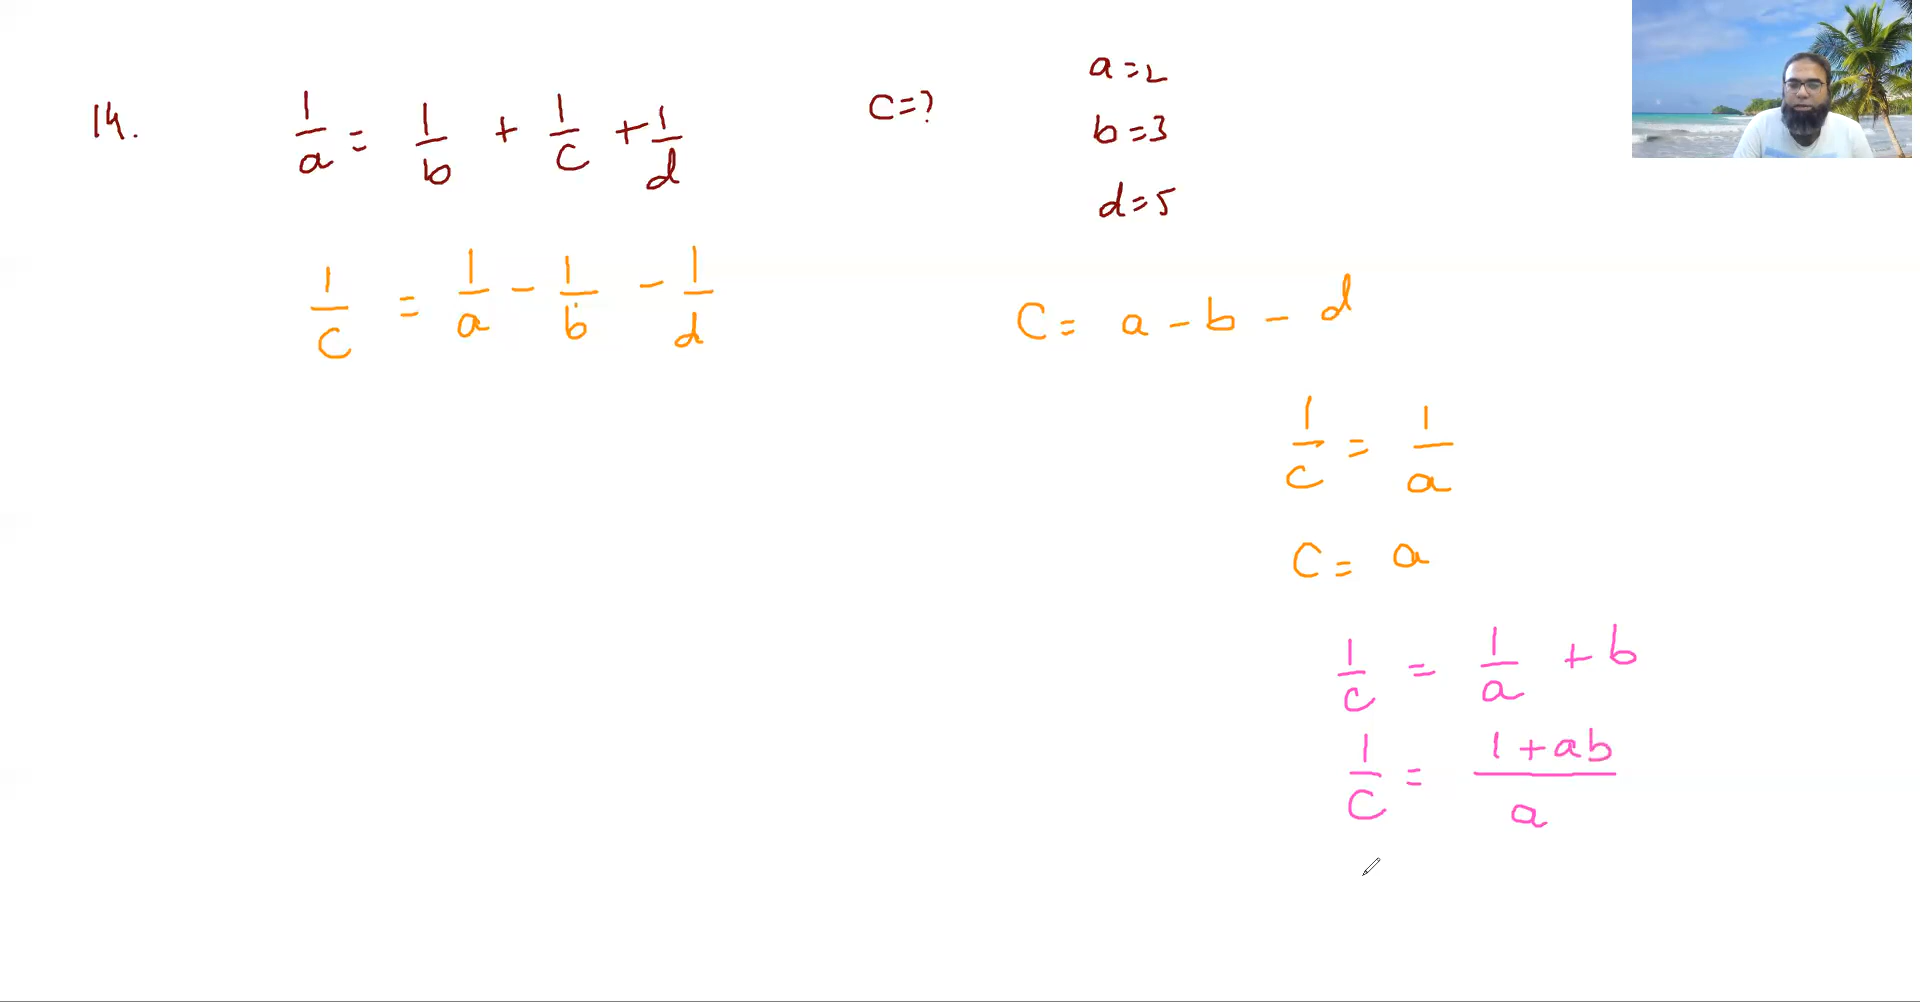 14. 1/a = 1/b + 1/c + 1/d
c=?
a=2
b=3
d=5
1/c = 1/a - 1/b - 1/d
C = a - b - d
1/c = 1/a
C = a
1/c = 1/a + b
1/C = (1+ab)/a